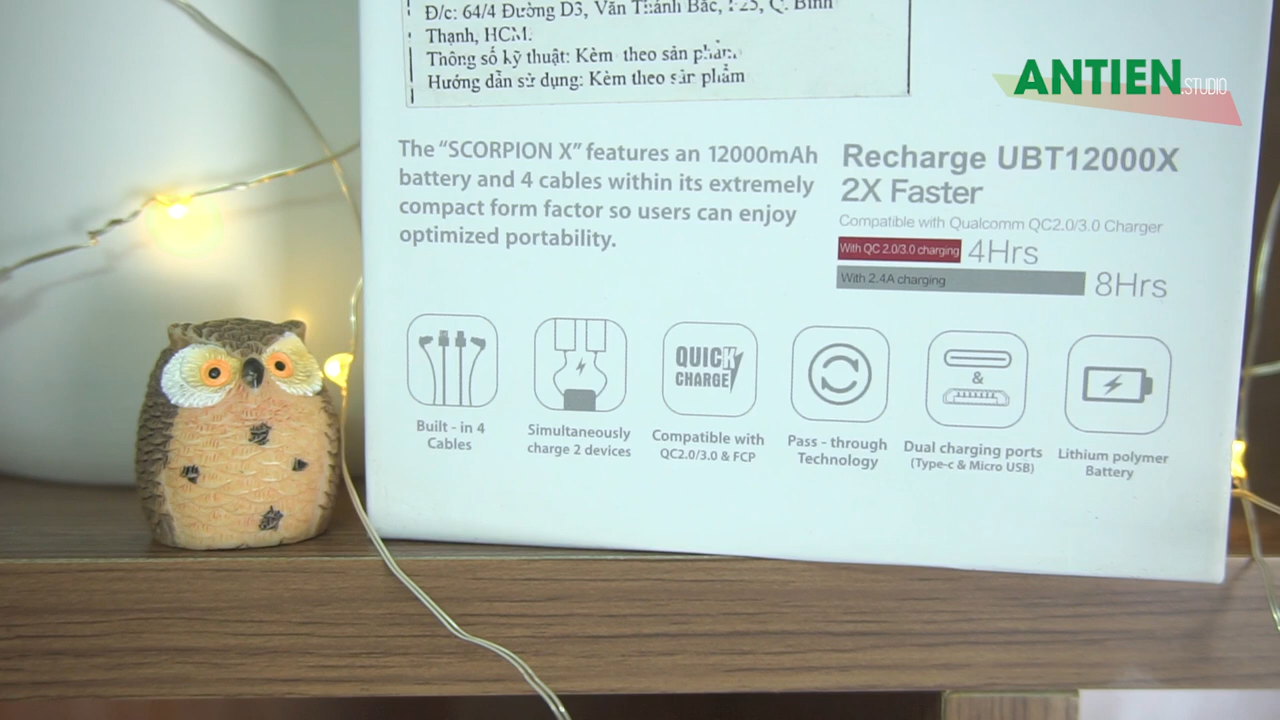 Đ/c: 64/4 Đường D3, Văn Thánh Bắc, F25, Q. Bình
Thạnh, HCM.
Thông số kỹ thuật: Kèm theo sản phẩm.
Hướng dẫn sử dụng: Kèm theo sản phẩm
ANTIEN.STUDIO
The “SCORPION X” features an 12000mAh
battery and 4 cables within its extremely
compact form factor so users can enjoy
optimized portability.
Recharge UBT12000X
2X Faster
Compatible with Qualcomm QC2.0/3.0 Charger
With QC 2.0/3.0 charging 4Hrs
With 2.4A charging 8Hrs
QUICK
CHARGE
&
Built - in 4
Cables
Simultaneously
charge 2 devices
Compatible with
QC2.0/3.0 & FCP
Pass - through
Technology
Dual charging ports
(Type-c & Micro USB)
Lithium polymer
Battery